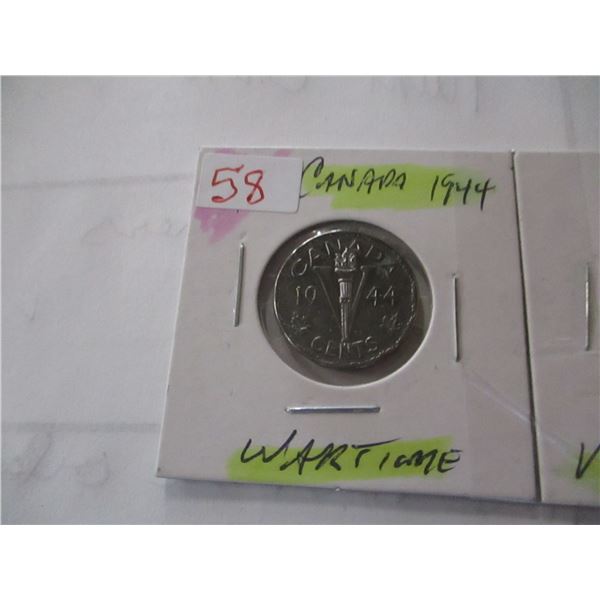 58 CANADA 1944
CANADA
19 44
CENTS
WARTIME